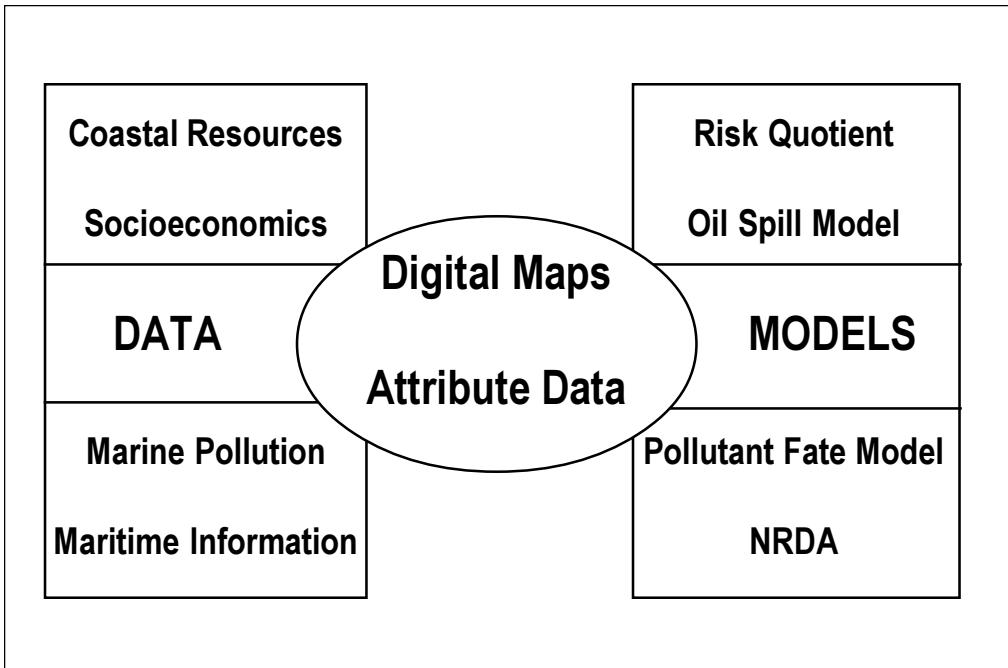 Coastal Resources
Socioeconomics
DATA
Marine Pollution
Maritime Information
Digital Maps
Attribute Data
Risk Quotient
Oil Spill Model
MODELS
Pollutant Fate Model
NRDA